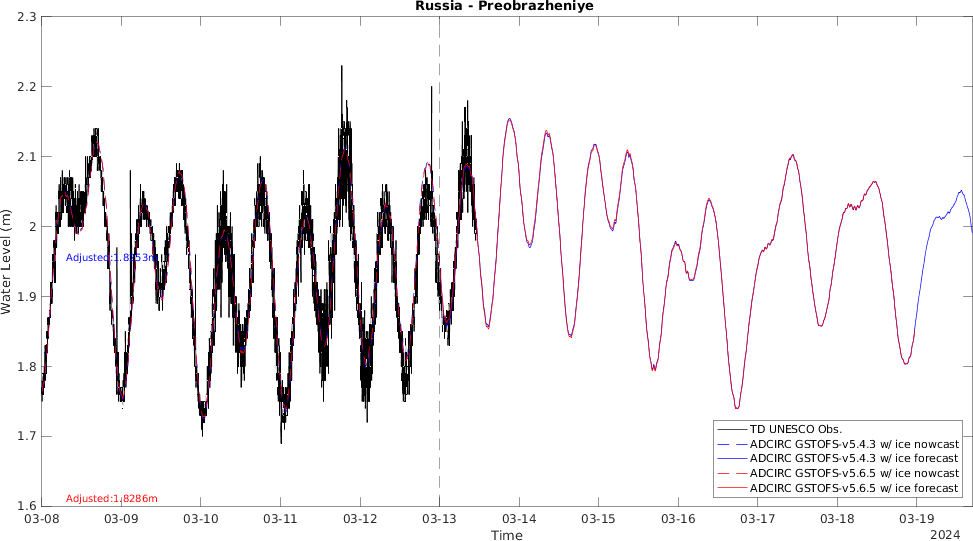 Russia - Preobrazheniye
2.3
2.2
2.1
2
1.9
1.8
1.7
1.6
Water Level (m)
Adjusted:1.8286m
TD UNESCO Obs.
ADCIRC GSTOFS-v5.4.3 w/ ice nowcast
ADCIRC GSTOFS-v5.4.3 w/ ice forecast
ADCIRC GSTOFS-v5.6.5 w/ ice nowcast
ADCIRC GSTOFS-v5.6.5 w/ ice forecast
03-08 03-09 03-10 03-11 03-12 03-13 03-14 03-15 03-16 03-17 03-18 03-19
Time
2024